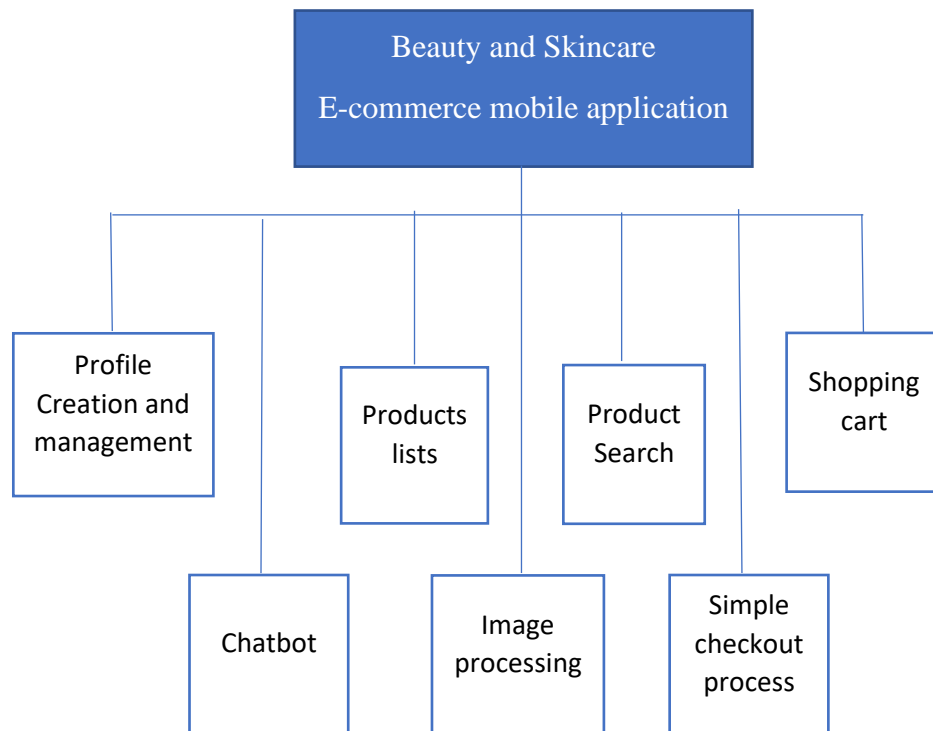 Beauty and Skincare
E-commerce mobile application
Profile
Creation and
management
Products
lists
Product
Search
Shopping
cart
Chatbot
Image
processing
Simple
checkout
process